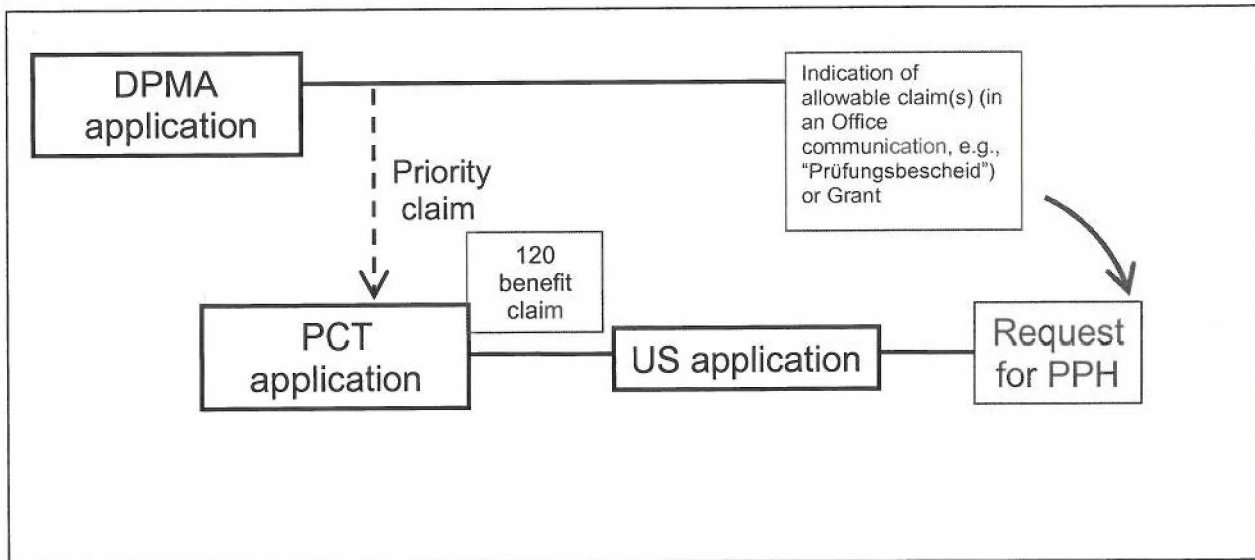 DPMA
application
Indication of
allowable claim(s) (in
an Office
communication, e.g.,
“Prüfungsbescheid”)
or Grant
Priority
claim
120
benefit
claim
PCT
application
US application
Request
for PPH